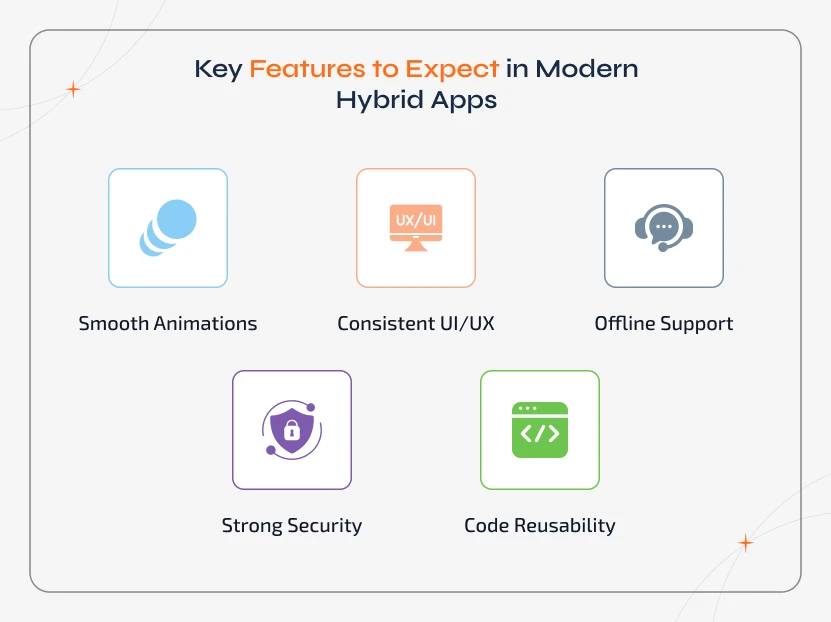 Key Features to Expect in Modern
Hybrid Apps
UX/UI
Smooth Animations
Consistent UI/UX
Offline Support
</>
Strong Security
Code Reusability